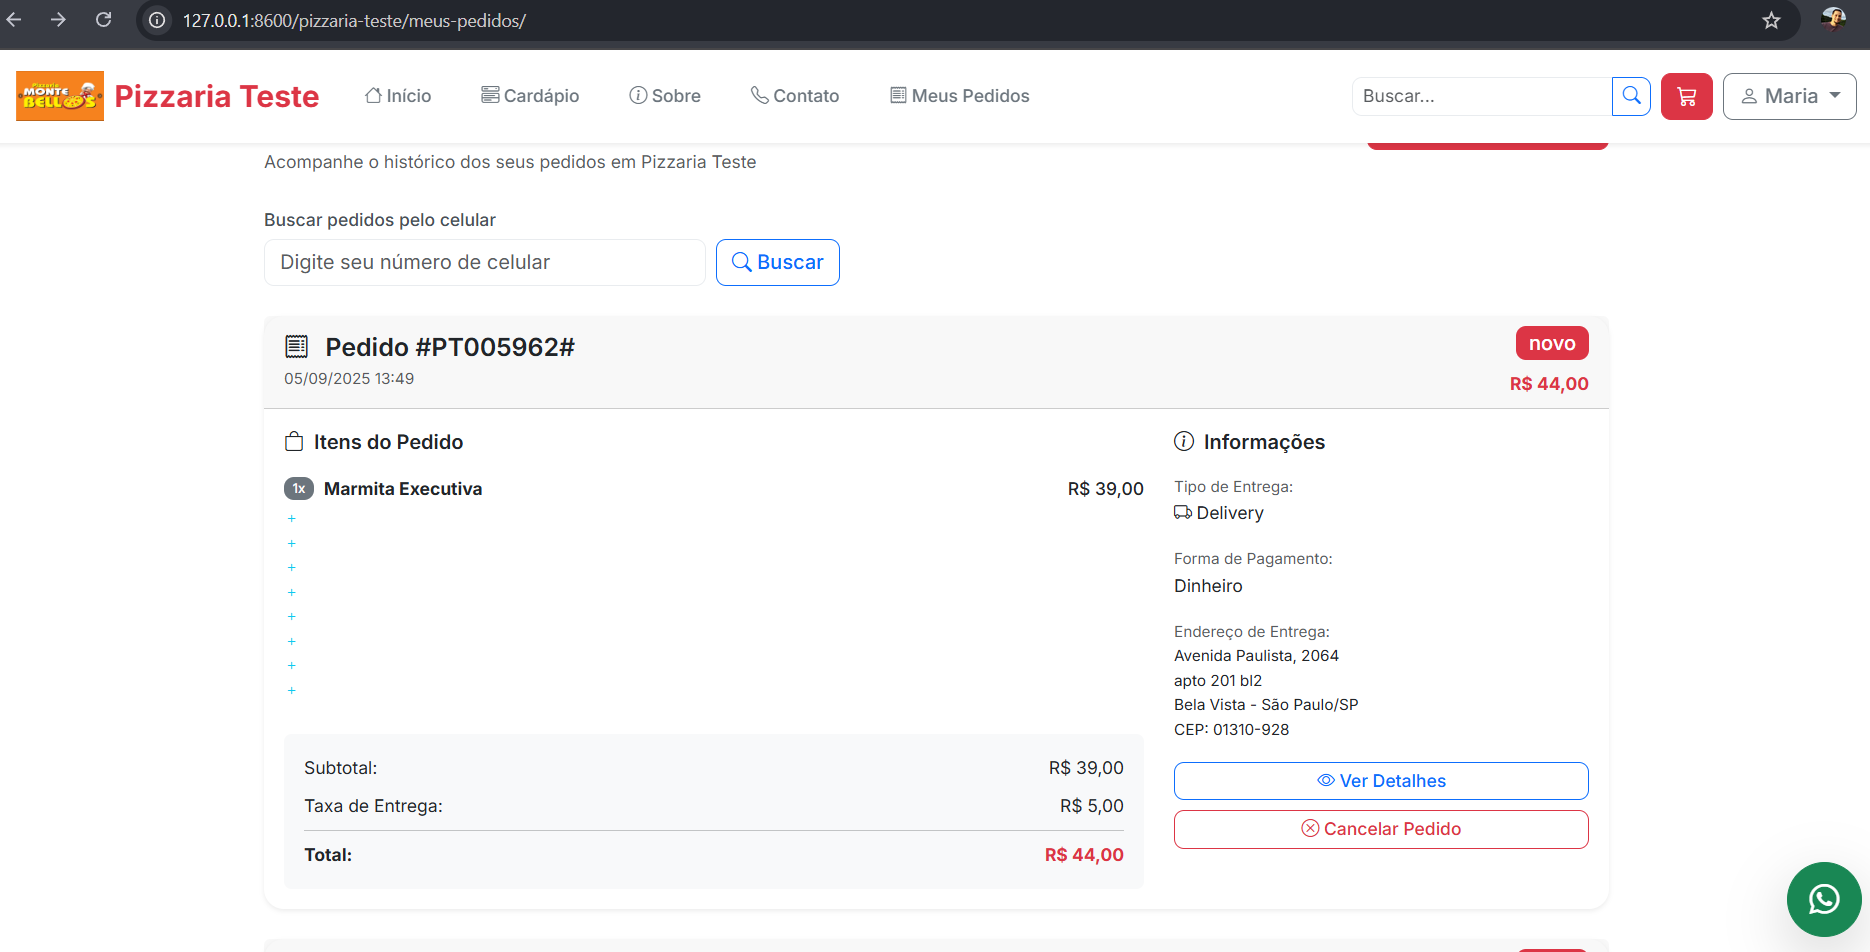 127.0.0.1:8600/pizzaria-teste/meus-pedidos/
Pizzaria
MONTE
BELLOS
Pizzaria Teste
Início
Cardápio
Sobre
Contato
Meus Pedidos
Buscar...
Maria
Acompanhe o histórico dos seus pedidos em Pizzaria Teste
Buscar pedidos pelo celular
Digite seu número de celular
Buscar
Pedido #PT005962#
novo
05/09/2025 13:49
R$ 44,00
Itens do Pedido
1x Marmita Executiva R$ 39,00
+
+
+
+
+
+
+
+
Subtotal: R$ 39,00
Taxa de Entrega: R$ 5,00
Total: R$ 44,00
Informações
Tipo de Entrega:
Delivery
Forma de Pagamento:
Dinheiro
Endereço de Entrega:
Avenida Paulista, 2064
apto 201 bl2
Bela Vista - São Paulo/SP
CEP: 01310-928
Ver Detalhes
Cancelar Pedido